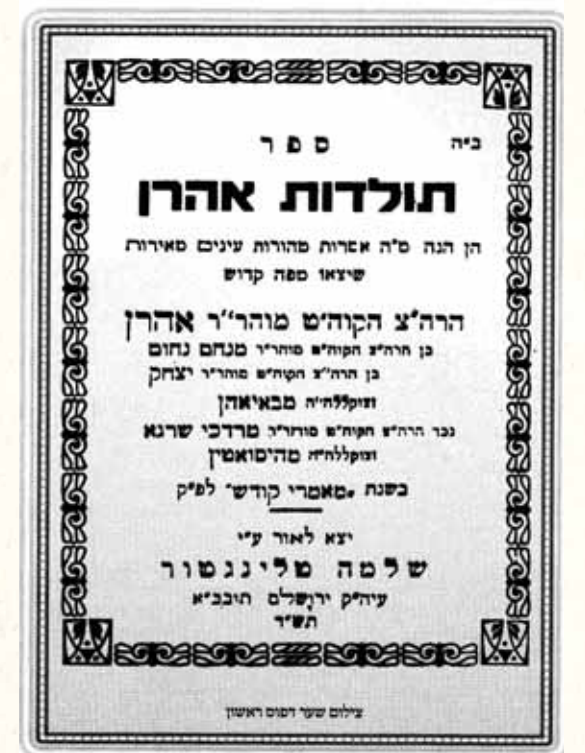 ב״ה
ספר
תולדות אהרן
הן הנה ס״ה אמרות טהורות עינים מאירות
שיצאו מפה קדוש
הרה״צ הקוה״ט מוהר״ר אהרן
בן הרה״צ הקוה״ט מוהר״ר מנחם נחום
בן הרה״צ הקוה״ט מוהר״ר יצחק
זצוקללה״ה מבאיאהן
נכד הרה״צ הקוה״ט מוהר״ר מרדכי שרגא
זצוקללה״ה מהיסואטין
בשנת ״מאמרי קודש״ לפ״ק
יצא לאור ע״י
שלמה טלינגטור
עיה״ק ירושלם תובב״א
תש״ד
צילום שער דפוס ראשון